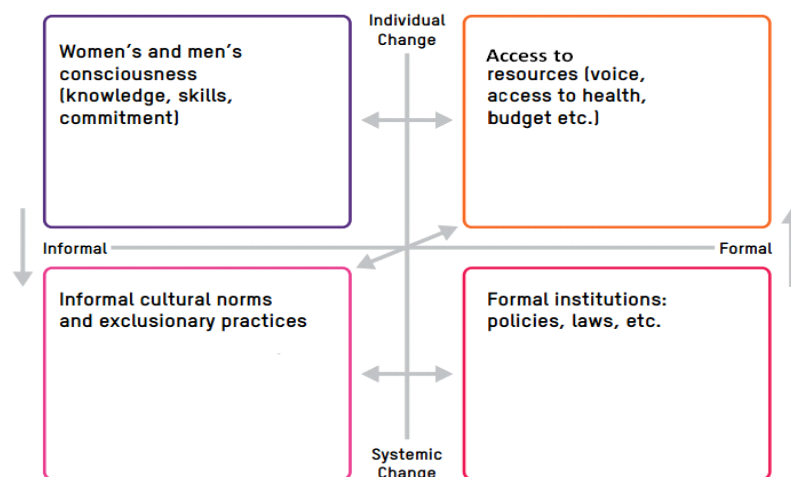 Individual
Change
Women's and men's
consciousness
(knowledge, skills,
commitment)
Access to
resources (voice,
access to health,
budget etc.)
Informal
Formal
Informal cultural norms
and exclusionary practices
Formal institutions:
policies, laws, etc.
Systemic
Change